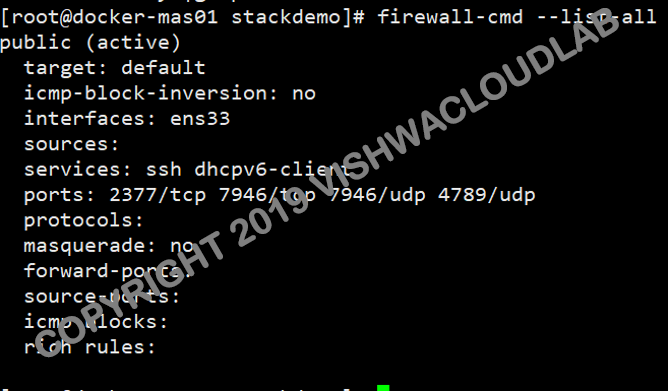 [root@docker-mas01 stackdemo]# firewall-cmd --list-all
public (active)
target: default
icmp-block-inversion: no
interfaces: ens33
sources:
services: ssh dhcpv6-client
ports: 2377/tcp 7946/tcp 7946/udp 4789/udp
protocols:
masquerade: no
forward-ports:
source-ports:
icmp-blocks:
rich rules:
COPYRIGHT 2019 VISHWACLOUDLAB